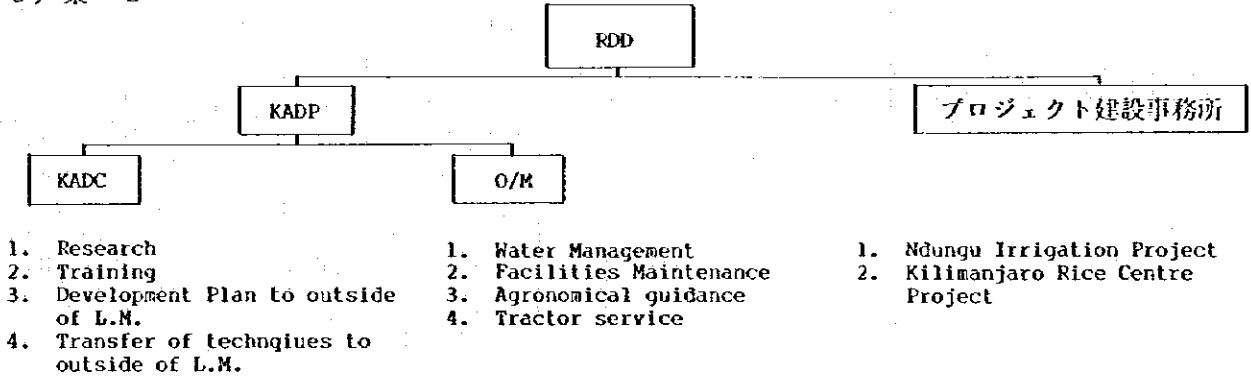 RDD
KADP
プロジェクト建設事務所
KADC
O/M
1. Research
2. Training
3. Development Plan to outside
of L.M.
4. Transfer of technqiues to
outside of L.M.
1. Water Management
2. Facilities Maintenance
3. Agronomical guidance
4. Tractor service
1. Ndungu Irrigation Project
2. Kilimanjaro Rice Centre
Project